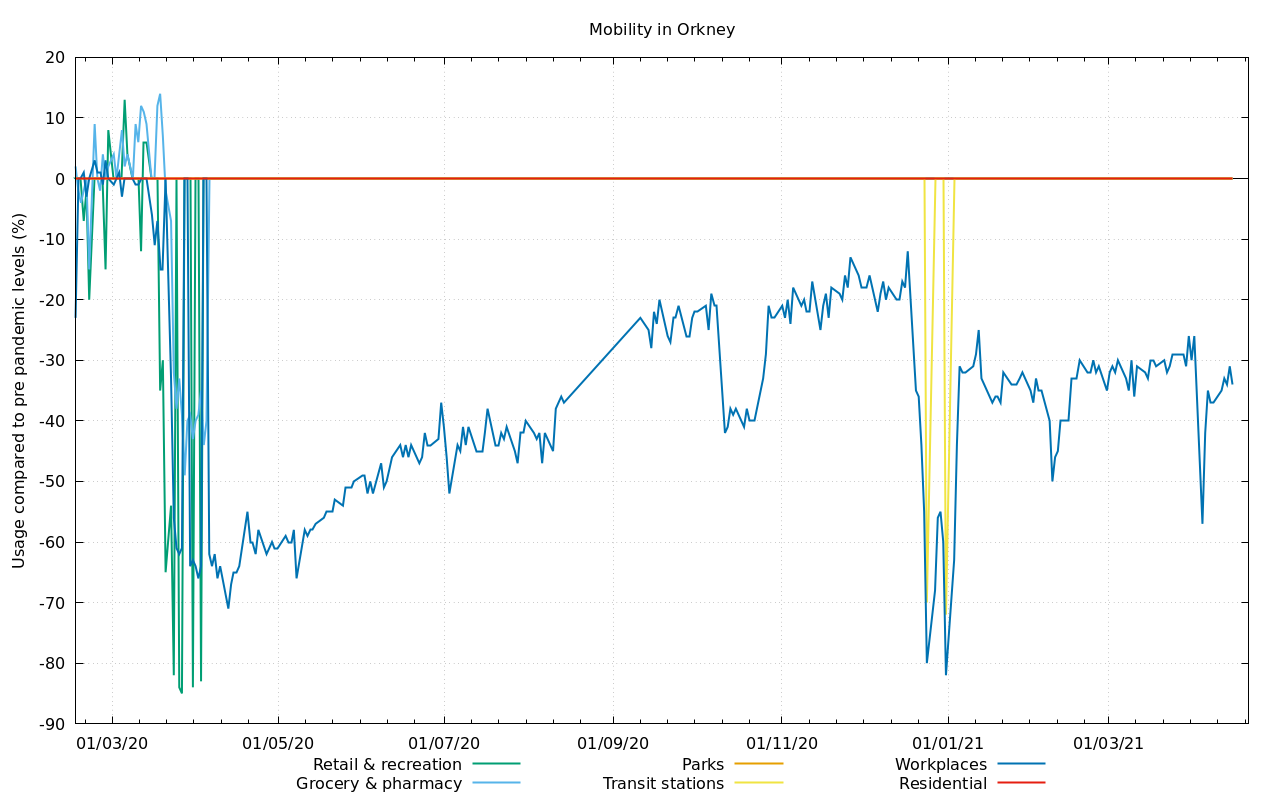 Mobility in Orkney
Usage compared to pre pandemic levels (%)
20
10
0
-10
-20
-30
-40
-50
-60
-70
-80
-90
01/03/20 01/05/20 01/07/20 01/09/20 01/11/20 01/01/21 01/03/21
Retail & recreation Parks Workplaces
Grocery & pharmacy Transit stations Residential